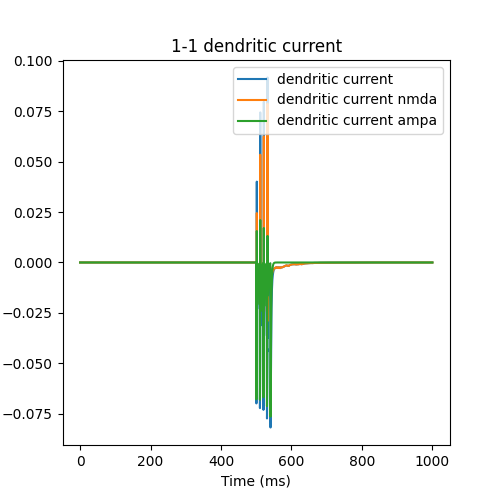 1-1 dendritic current
dendritic current
dendritic current nmda
dendritic current ampa
0.100
0.075
0.050
0.025
0.000
−0.025
−0.050
−0.075
0 200 400 600 800 1000
Time (ms)